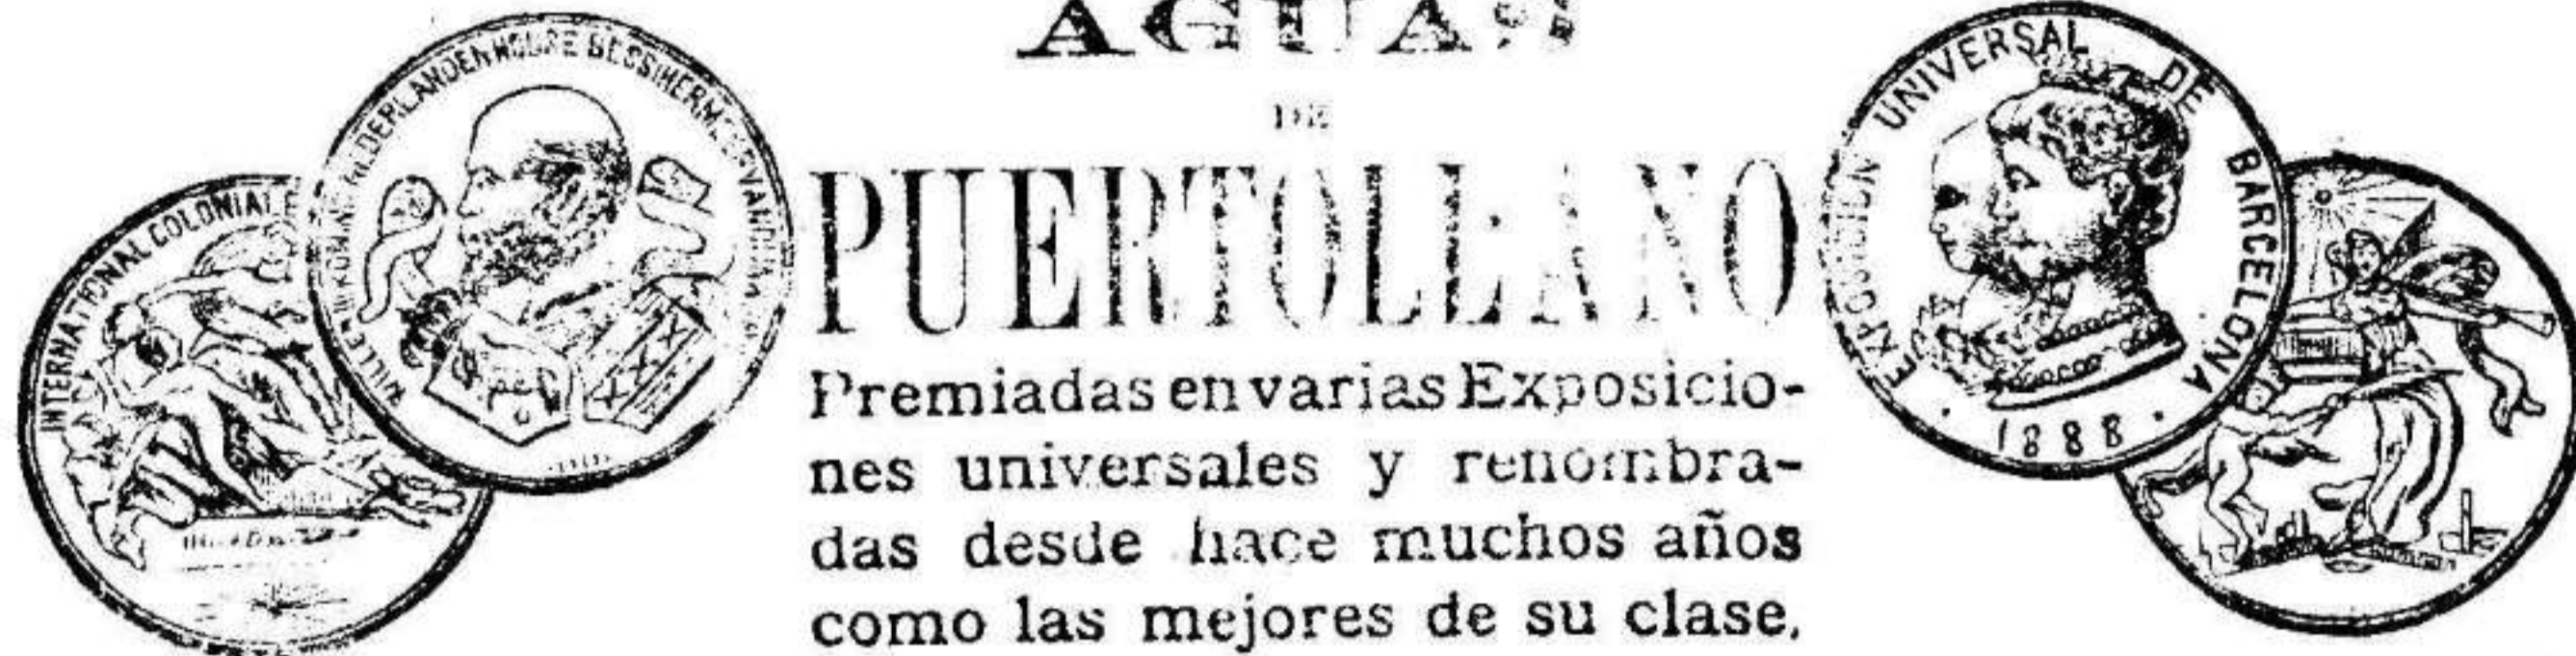 AGUAS
DE
PUERTOLLANO
Premiadas en varias Exposicio-
nes universales y renombra-
das desde hace muchos años
como las mejores de su clase,
INTERNATIONAL COLONIALE
EXPOSICION UNIVERSAL DE BARCELONA
· 1888 ·